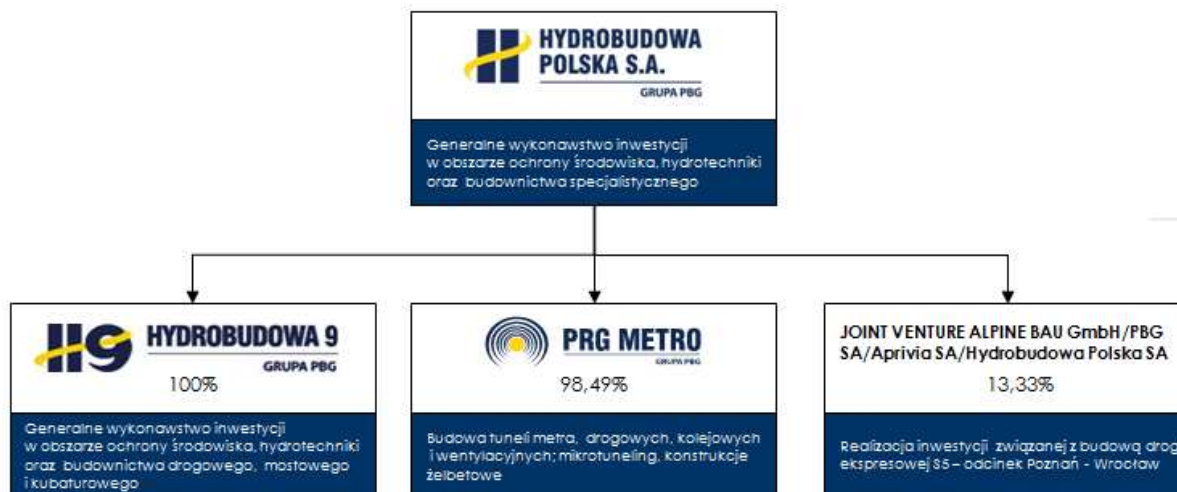 HYDROBUDOWA
POLSKA S.A.
GRUPA PBG
Generalne wykonawstwo inwestycji
w obszarze ochrony środowiska, hydrotechniki
oraz budownictwa specjalistycznego
H9 HYDROBUDOWA 9
GRUPA PBG
100%
Generalne wykonawstwo inwestycji
w obszarze ochrony środowiska, hydrotechniki
oraz budownictwa drogowego, mostowego
i kubaturowego
PRG METRO
GRUPA PBG
98,49%
Budowa tuneli metra, drogowych, kolejowych
i wentylacyjnych; mikrotuneling, konstrukcje
żelbetowe
JOINT VENTURE ALPINE BAU GmbH/PBG
SA/Aprivia SA/Hydrobudowa Polska SA
13,33%
Realizacja inwestycji związanej z budową drog
ekspresowej S5 – odcinek Poznań - Wrocław